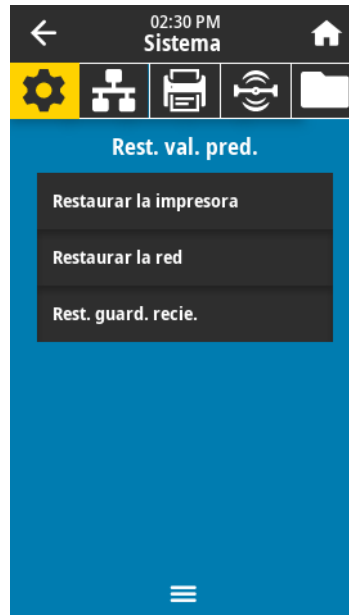 02:30 PM
Sistema
Rest. val. pred.
Restaurar la impresora
Restaurar la red
Rest. guard. recie.